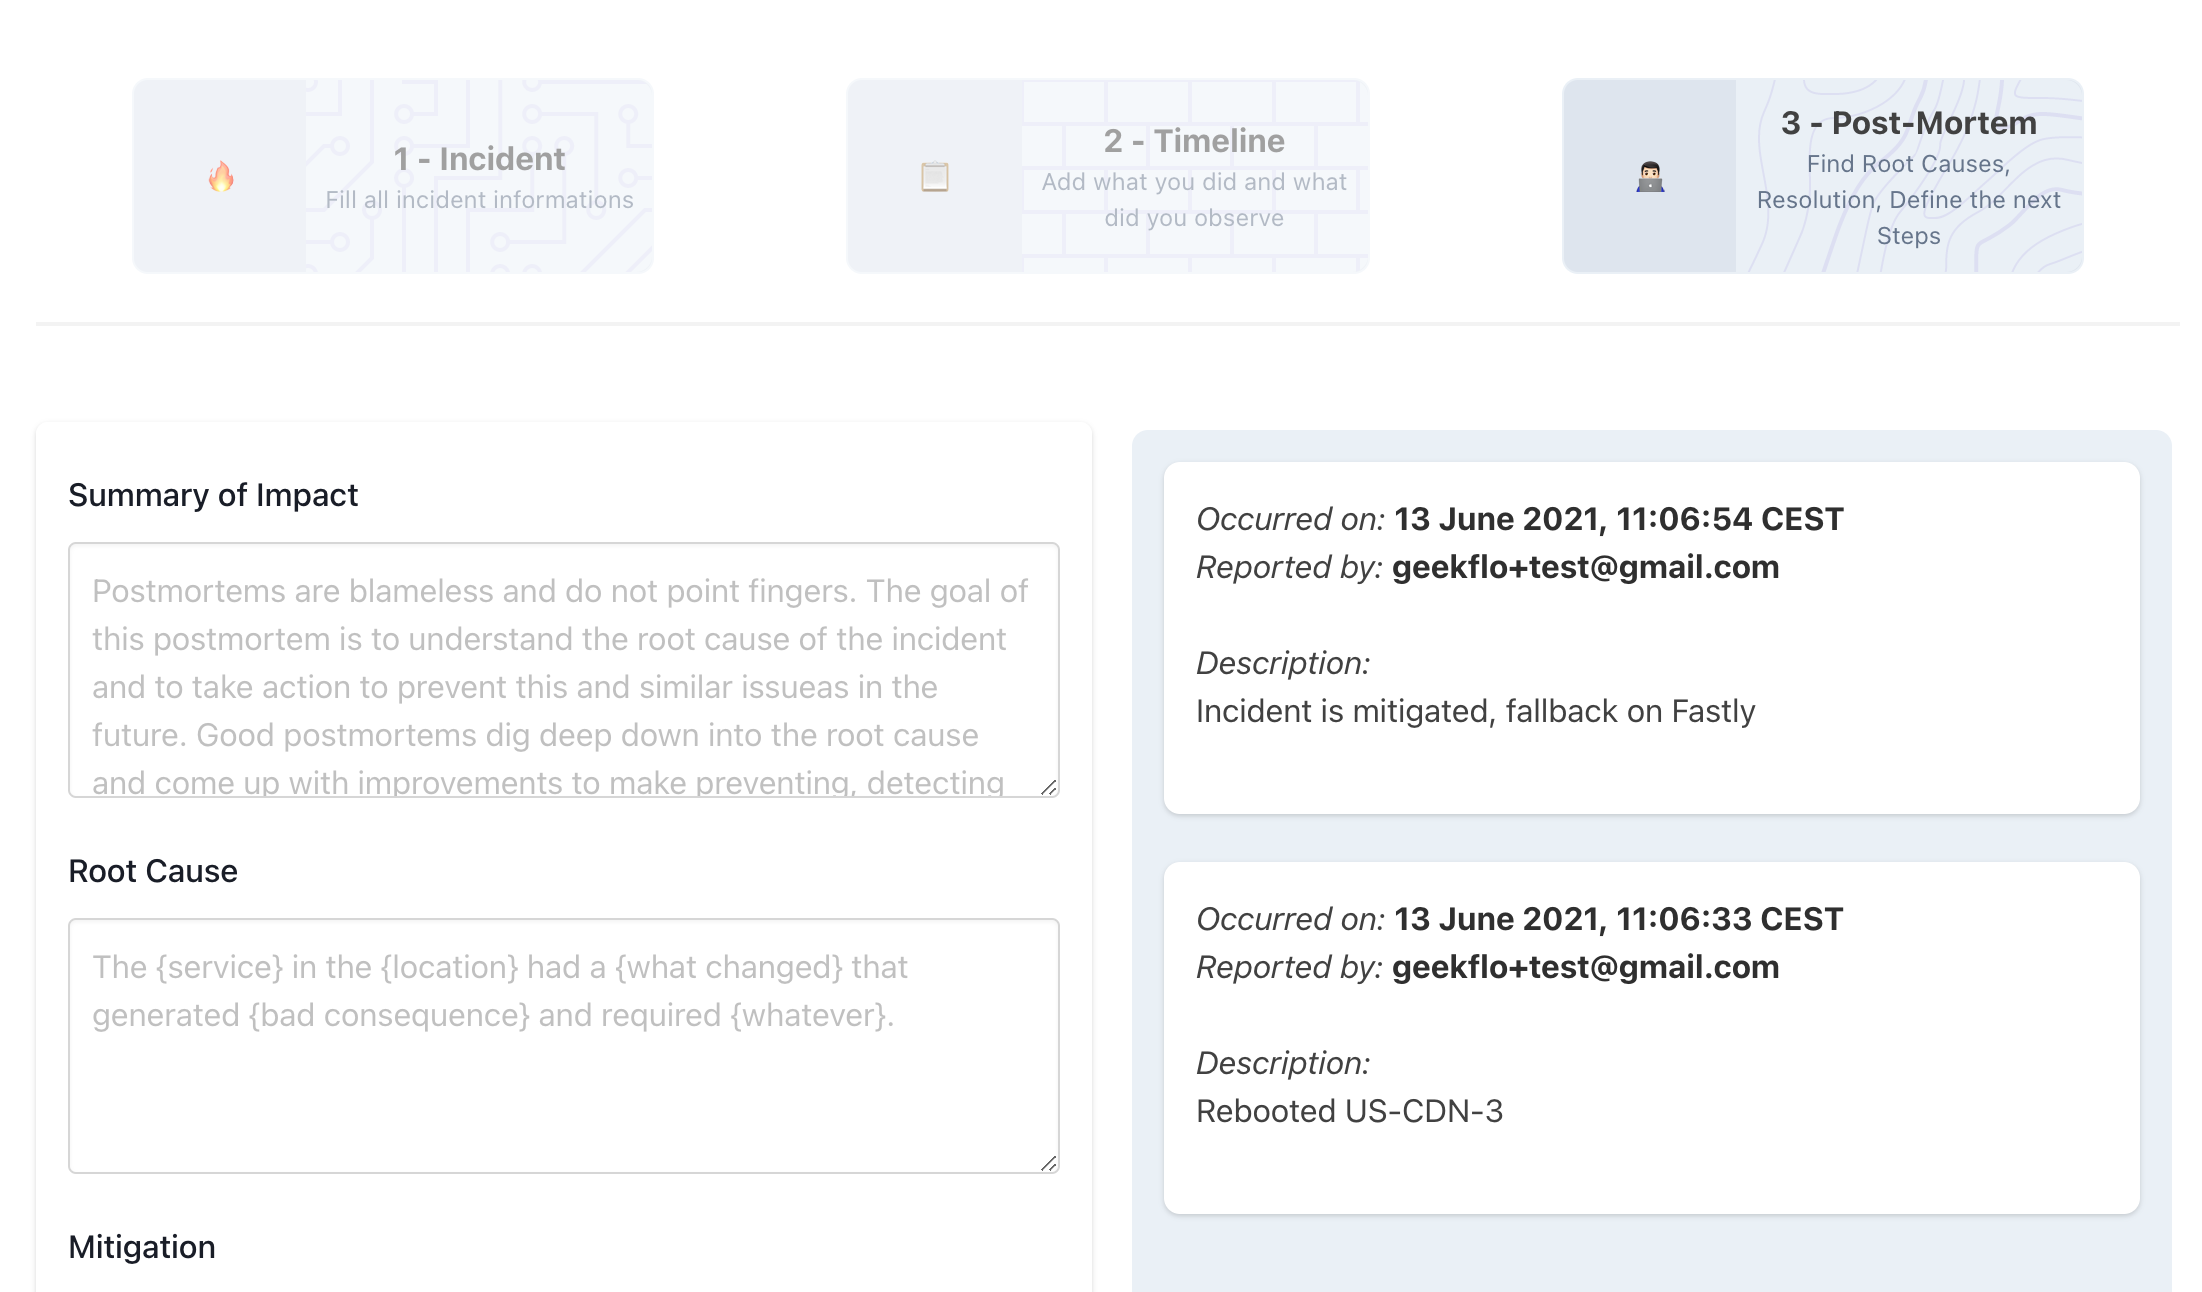 1 - Incident
Fill all incident informations
2 - Timeline
Add what you did and what
did you observe
3 - Post-Mortem
Find Root Causes,
Resolution, Define the next
Steps
Summary of Impact
Postmortems are blameless and do not point fingers. The goal of
this postmortem is to understand the root cause of the incident
and to take action to prevent this and similar issueas in the
future. Good postmortems dig deep down into the root cause
and come up with improvements to make preventing, detecting
Root Cause
The {service} in the {location} had a {what changed} that
generated {bad consequence} and required {whatever}.
Mitigation
Occurred on: 13 June 2021, 11:06:54 CEST
Reported by: geekflo+test@gmail.com
Description:
Incident is mitigated, fallback on Fastly
Occurred on: 13 June 2021, 11:06:33 CEST
Reported by: geekflo+test@gmail.com
Description:
Rebooted US-CDN-3